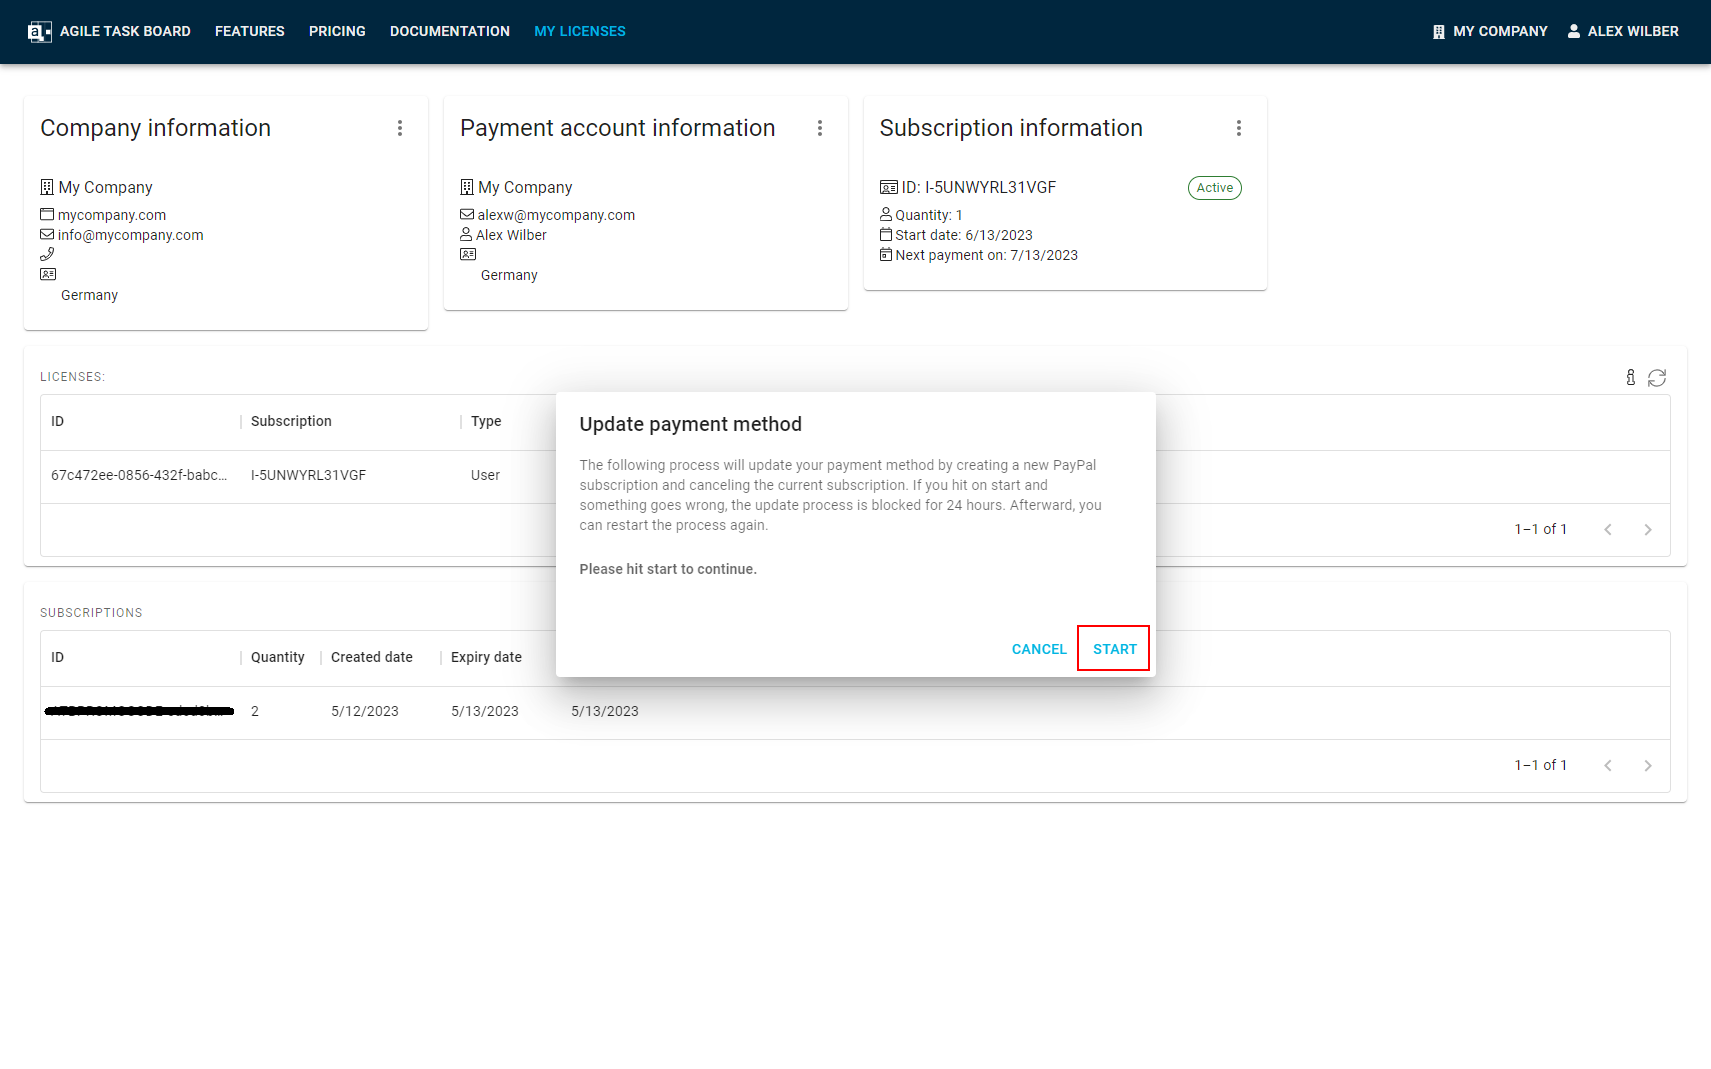 a. AGILE TASK BOARD FEATURES PRICING DOCUMENTATION MY LICENSES MY COMPANY ALEX WILBER
Company information
My Company
mycompany.com
info@mycompany.com
Germany
Payment account information
My Company
alexw@mycompany.com
Alex Wilber
Germany
Subscription information
ID: I-5UNWYRL31VGF Active
Quantity: 1
Start date: 6/13/2023
Next payment on: 7/13/2023
LICENSES:
ID Subscription Type
67c472ee-0856-432f-babc... I-5UNWYRL31VGF User
1–1 of 1
Update payment method
The following process will update your payment method by creating a new PayPal
subscription and canceling the current subscription. If you hit on start and
something goes wrong, the update process is blocked for 24 hours. Afterward, you
can restart the process again.
Please hit start to continue.
CANCEL START
SUBSCRIPTIONS
ID Quantity Created date Expiry date
2 5/12/2023 5/13/2023 5/13/2023
1–1 of 1